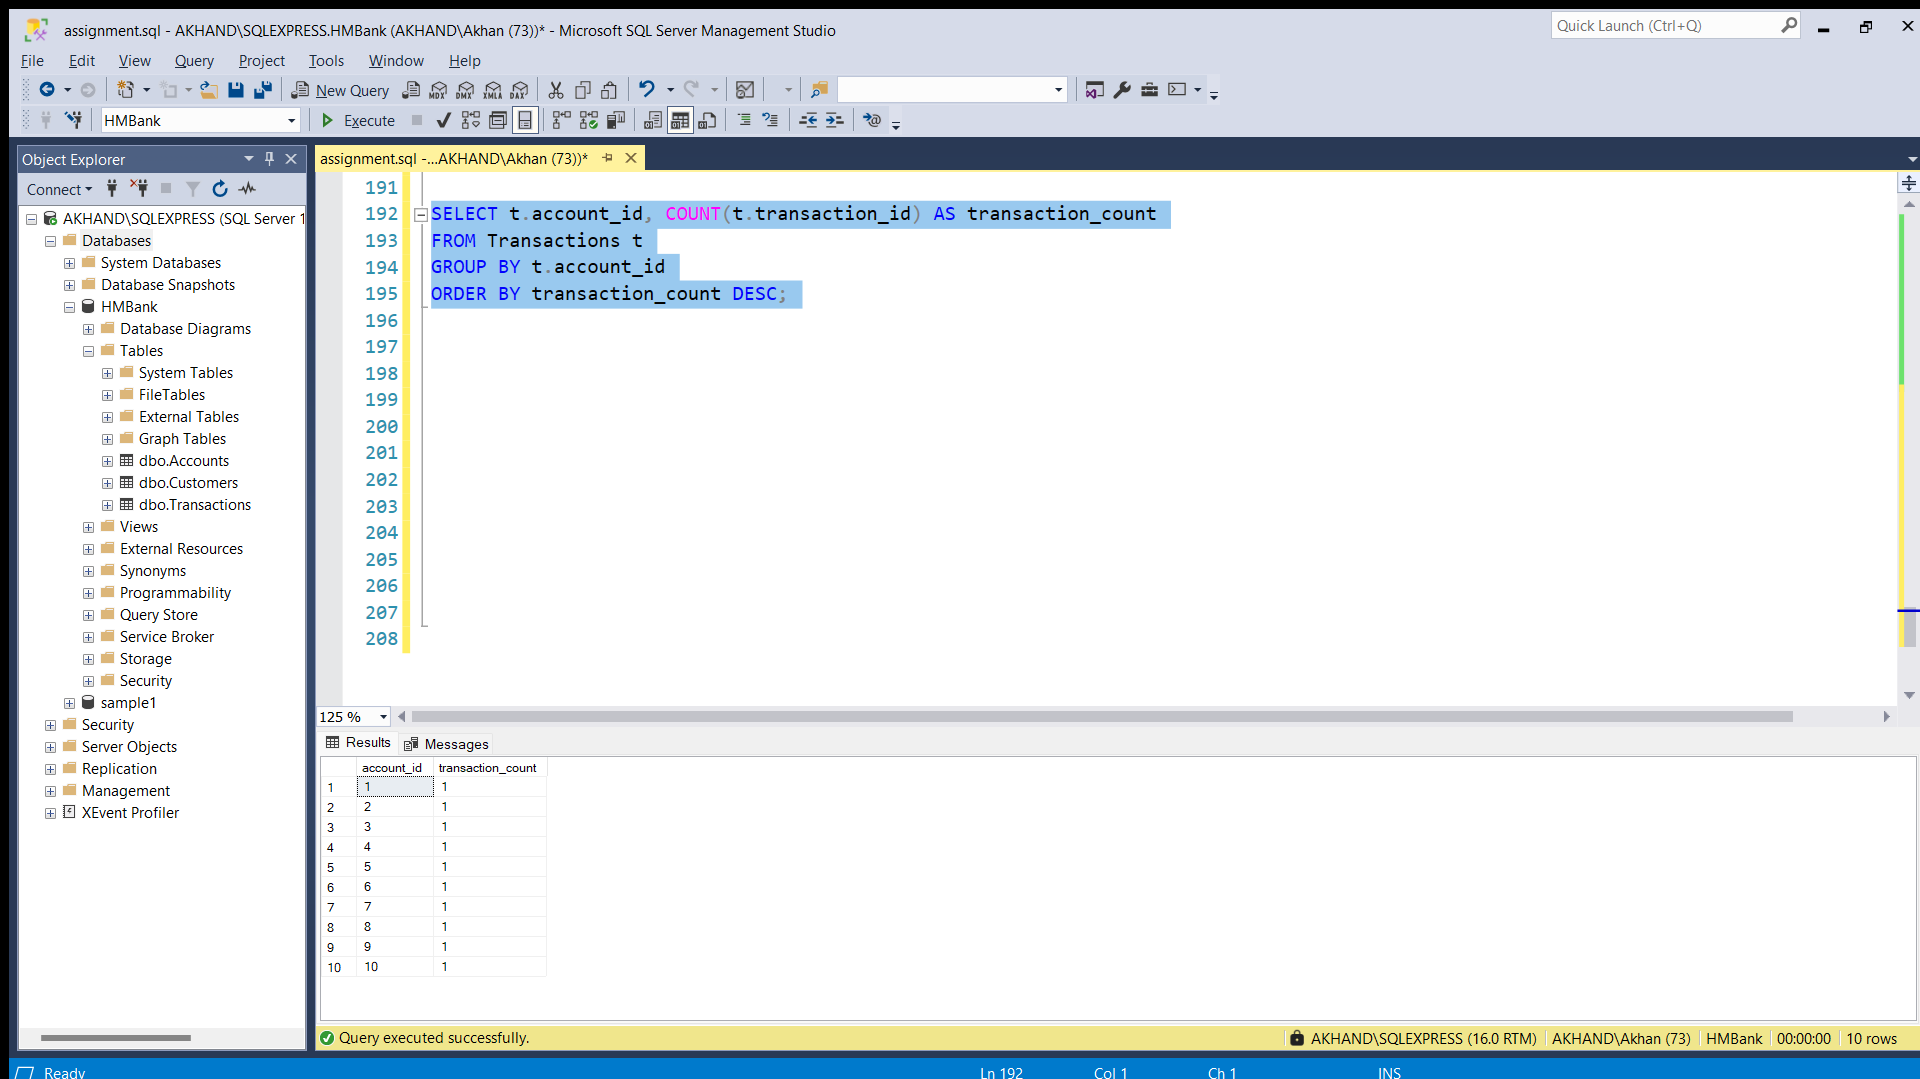 assignment.sql - AKHAND\SQLEXPRESS.HMBank (AKHAND\Akhan (73))* - Microsoft SQL Server Management Studio
Quick Launch (Ctrl+Q)
File Edit View Query Project Tools Window Help
New Query MDX DMX XMLA DAX
HMBank Execute
Object Explorer
assignment.sql -...AKHAND\Akhan (73))*
Connect
AKHAND\SQLEXPRESS (SQL Server 1
Databases
System Databases
Database Snapshots
HMBank
Database Diagrams
Tables
System Tables
FileTables
External Tables
Graph Tables
dbo.Accounts
dbo.Customers
dbo.Transactions
Views
External Resources
Synonyms
Programmability
Query Store
Service Broker
Storage
Security
sample1
Security
Server Objects
Replication
Management
XEvent Profiler
191
192 SELECT t.account_id, COUNT(t.transaction_id) AS transaction_count
193 FROM Transactions t
194 GROUP BY t.account_id
195 ORDER BY transaction_count DESC;
196
197
198
199
200
201
202
203
204
205
206
207
208
125 %
Results Messages
account_id transaction_count
1 1 1
2 2 1
3 3 1
4 4 1
5 5 1
6 6 1
7 7 1
8 8 1
9 9 1
10 10 1
Query executed successfully. AKHAND\SQLEXPRESS (16.0 RTM) AKHAND\Akhan (73) HMBank 00:00:00 10 rows
Ready Ln 192 Col 1 Ch 1 INS